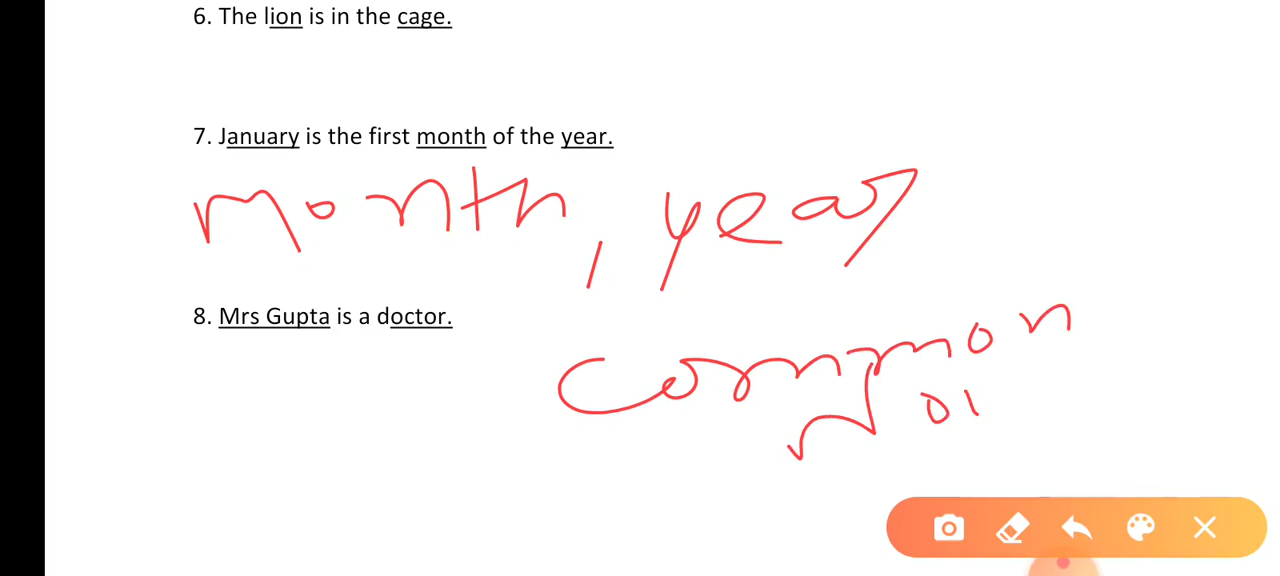 6. The lion is in the cage.
7. January is the first month of the year.
month, year
8. Mrs Gupta is a doctor.
common